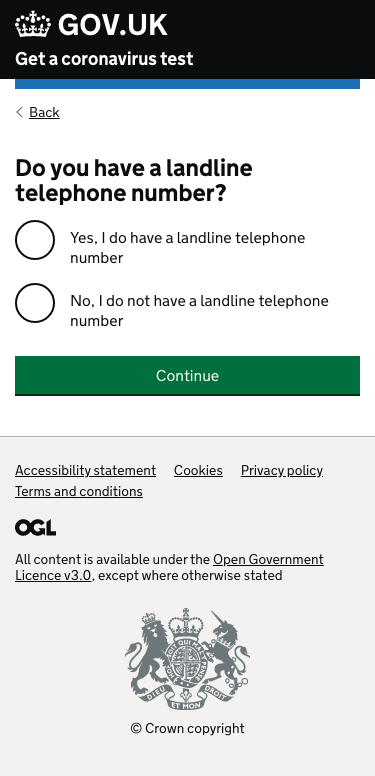 GOV.UK
Get a coronavirus test
Back
Do you have a landline
telephone number?
Yes, I do have a landline telephone
number
No, I do not have a landline telephone
number
Continue
Accessibility statement Cookies Privacy policy
Terms and conditions
OGL
All content is available under the Open Government
Licence v3.0, except where otherwise stated
DIEU ET MON DROIT
© Crown copyright